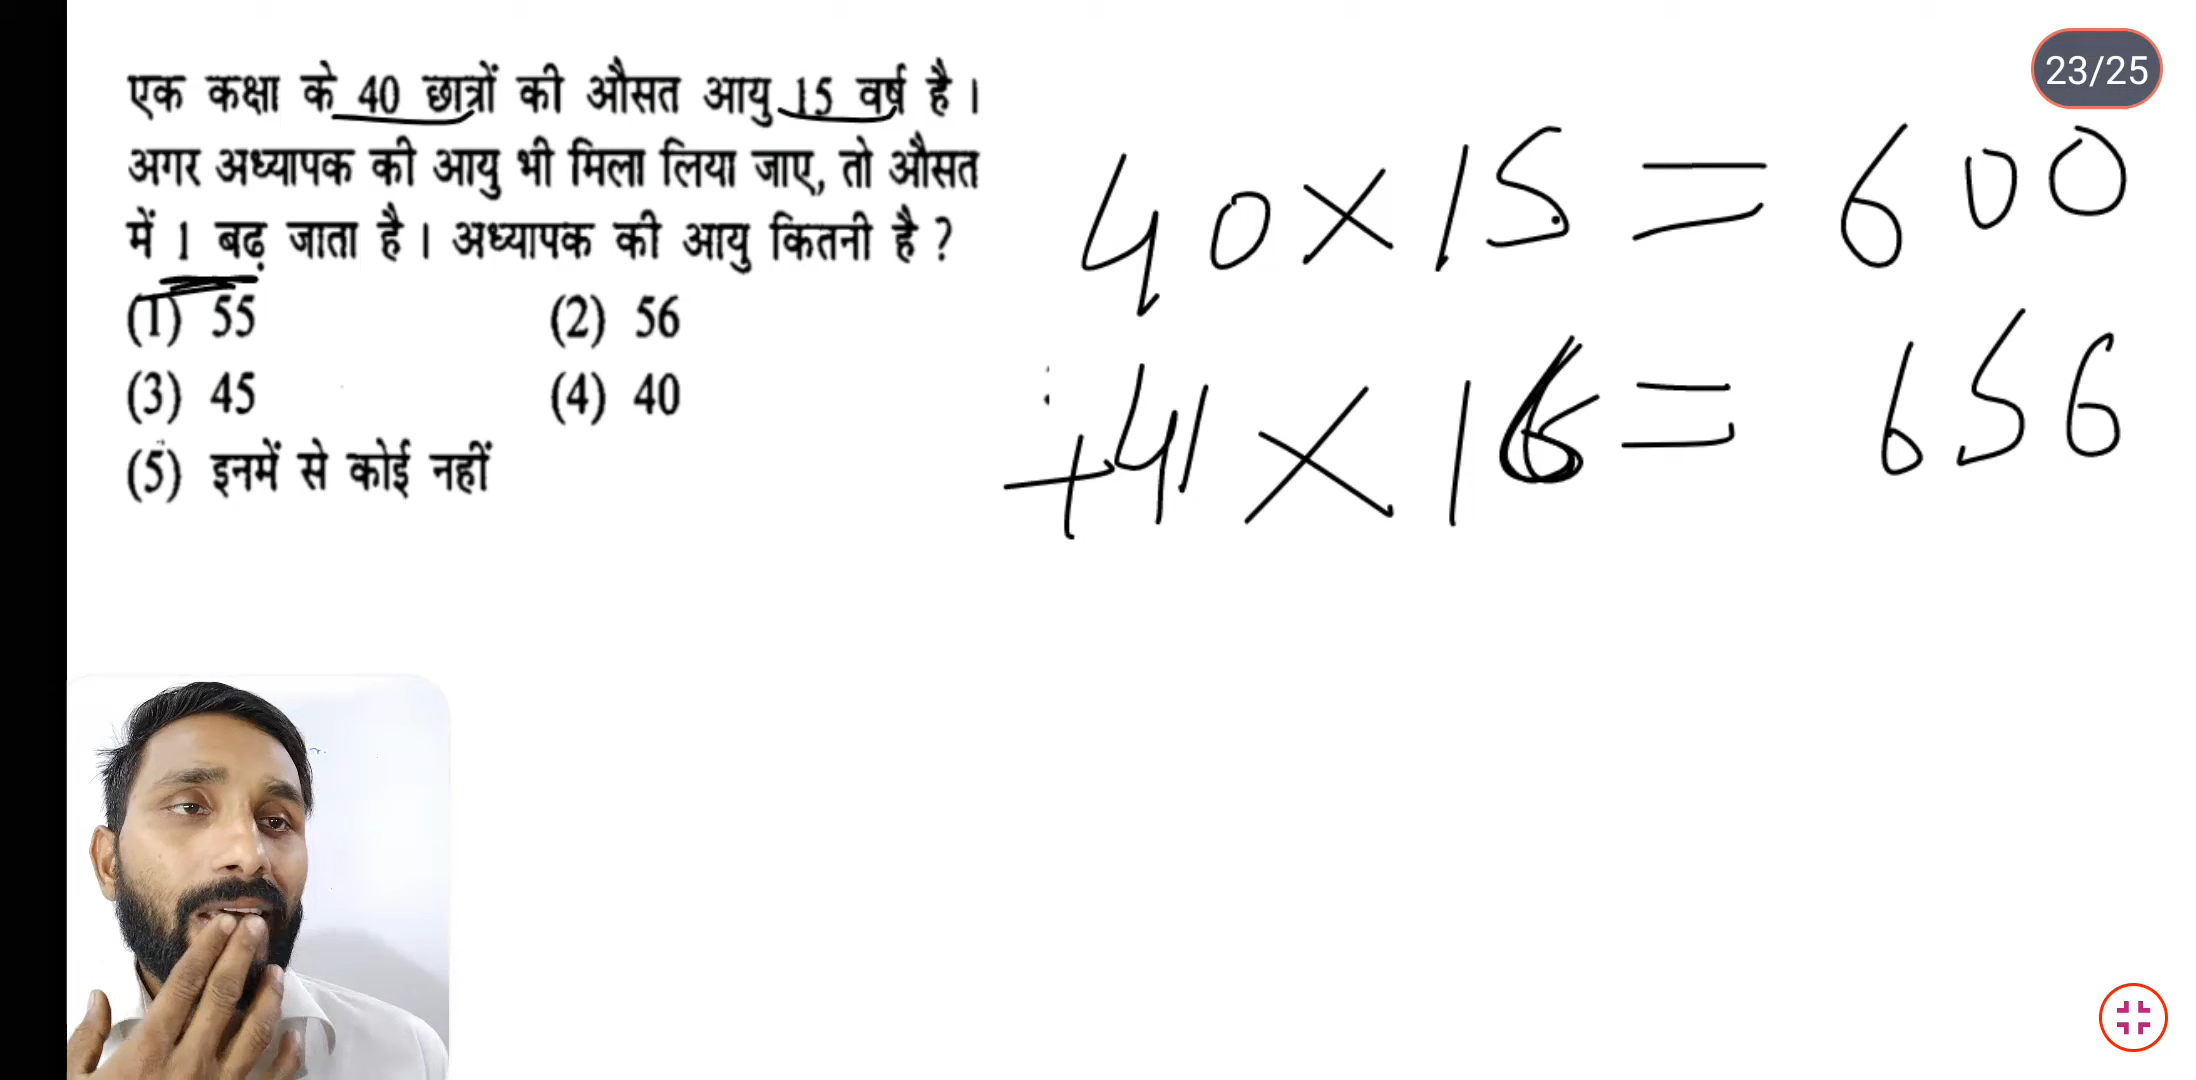 एक कक्षा के 40 छात्रों की औसत आयु 15 वर्ष है।
अगर अध्यापक की आयु भी मिला लिया जाए, तो औसत
में 1 बढ़ जाता है। अध्यापक की आयु कितनी है ?
(1) 55 (2) 56
(3) 45 (4) 40
(5) इनमें से कोई नहीं
23/25
40×15=600
+41×16=656